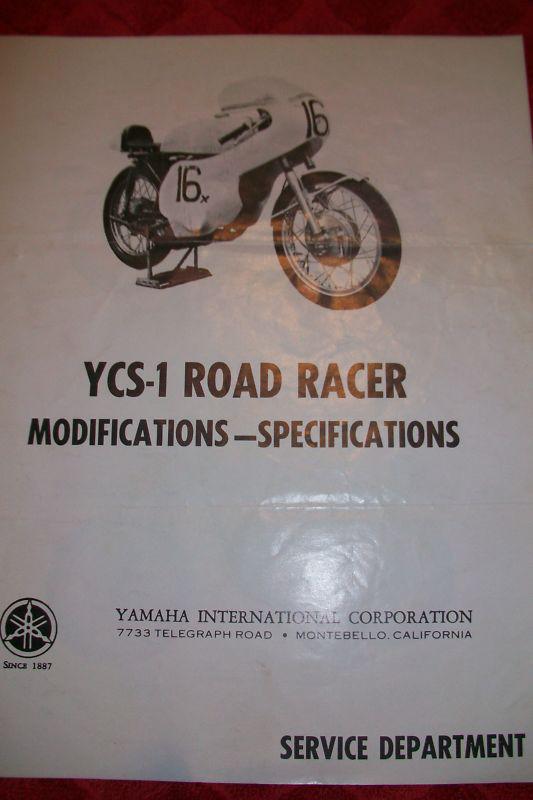 16
16x
YCS-1 ROAD RACER
MODIFICATIONS—SPECIFICATIONS
YAMAHA INTERNATIONAL CORPORATION
7733 TELEGRAPH ROAD • MONTEBELLO, CALIFORNIA
SINCE 1887
SERVICE DEPARTMENT